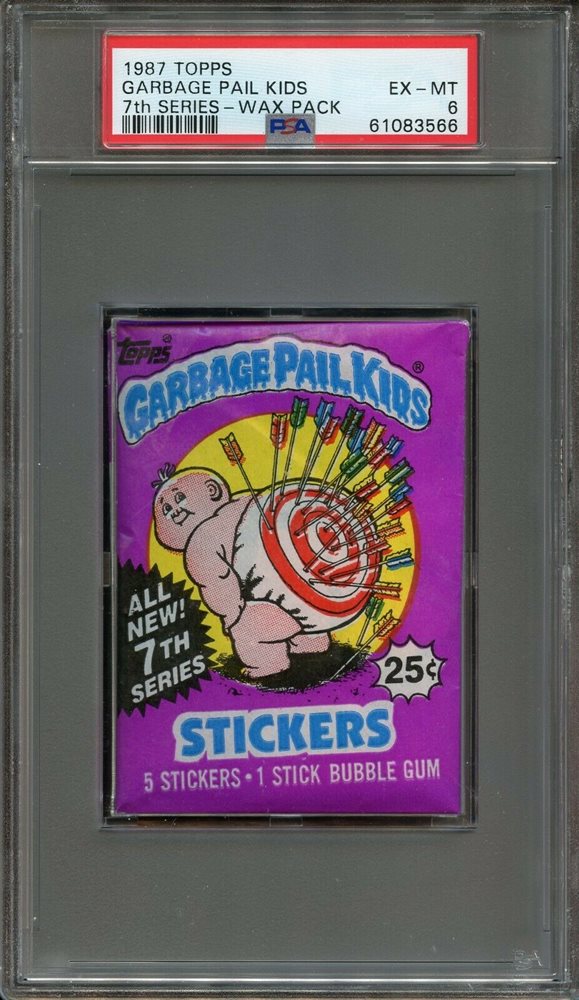 1987 TOPPS
GARBAGE PAIL KIDS EX-MT
7th SERIES-WAX PACK 6
PSA 61083566
Topps®
GARBAGE PAIL KIDS®
ALL
NEW!
7TH
SERIES
25¢
STICKERS
5 STICKERS • 1 STICK BUBBLE GUM